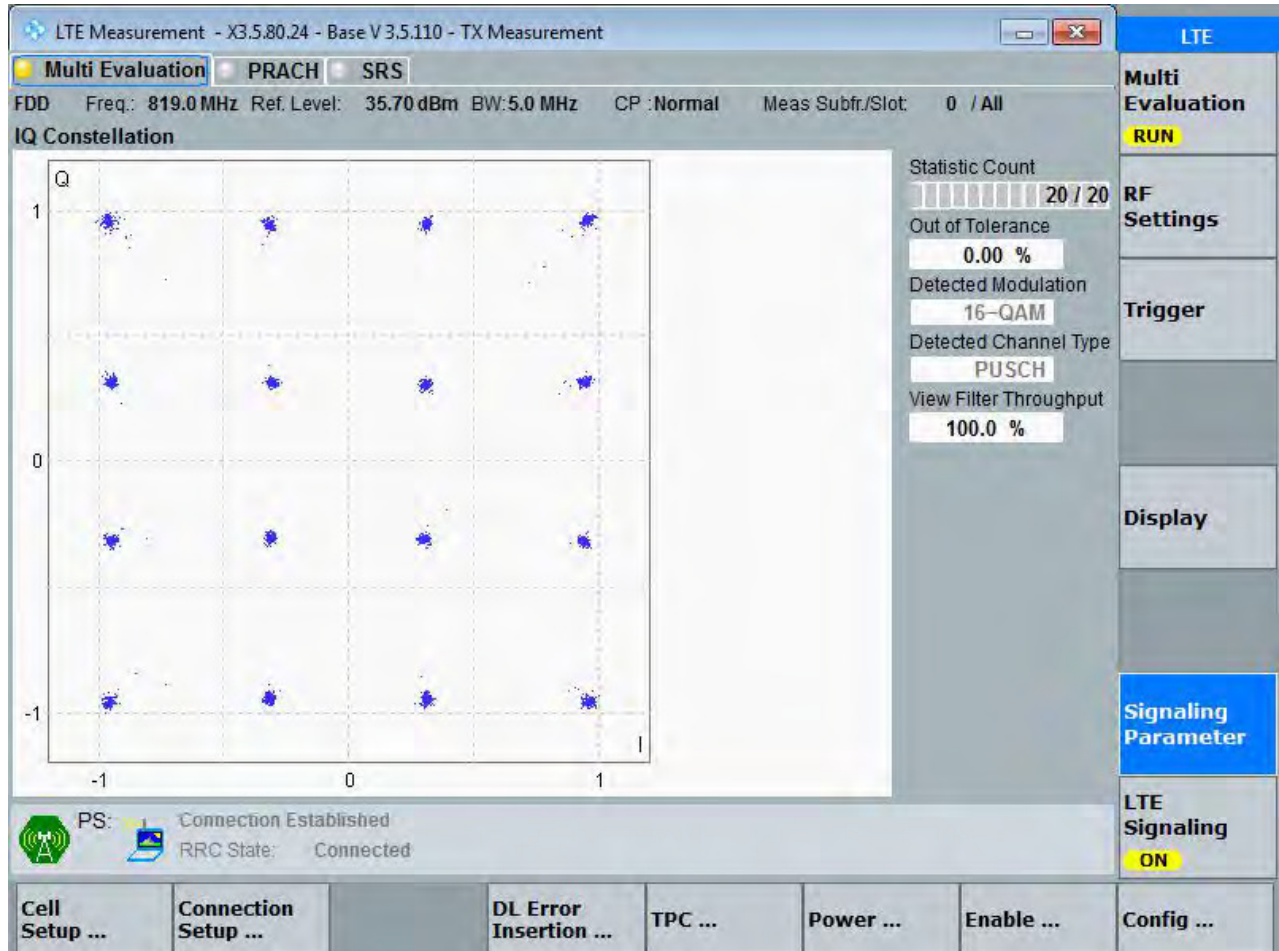 LTE Measurement - X3.5.80.24 - Base V 3.5.110 - TX Measurement
LTE
Multi Evaluation PRACH SRS
FDD Freq.: 819.0 MHz Ref. Level: 35.70 dBm BW: 5.0 MHz CP : Normal Meas Subfr./Slot: 0 / All
IQ Constellation
Q
1
0
-1
-1 0 1
I
Statistic Count
20 / 20
Out of Tolerance
0.00 %
Detected Modulation
16-QAM
Detected Channel Type
PUSCH
View Filter Throughput
100.0 %
Multi
Evaluation
RUN
RF
Settings
Trigger
Display
Signaling
Parameter
LTE
Signaling
ON
PS: Connection Established
RRC State: Connected
Cell
Setup ...
Connection
Setup ...
DL Error
Insertion ...
TPC ...
Power ...
Enable ...
Config ...